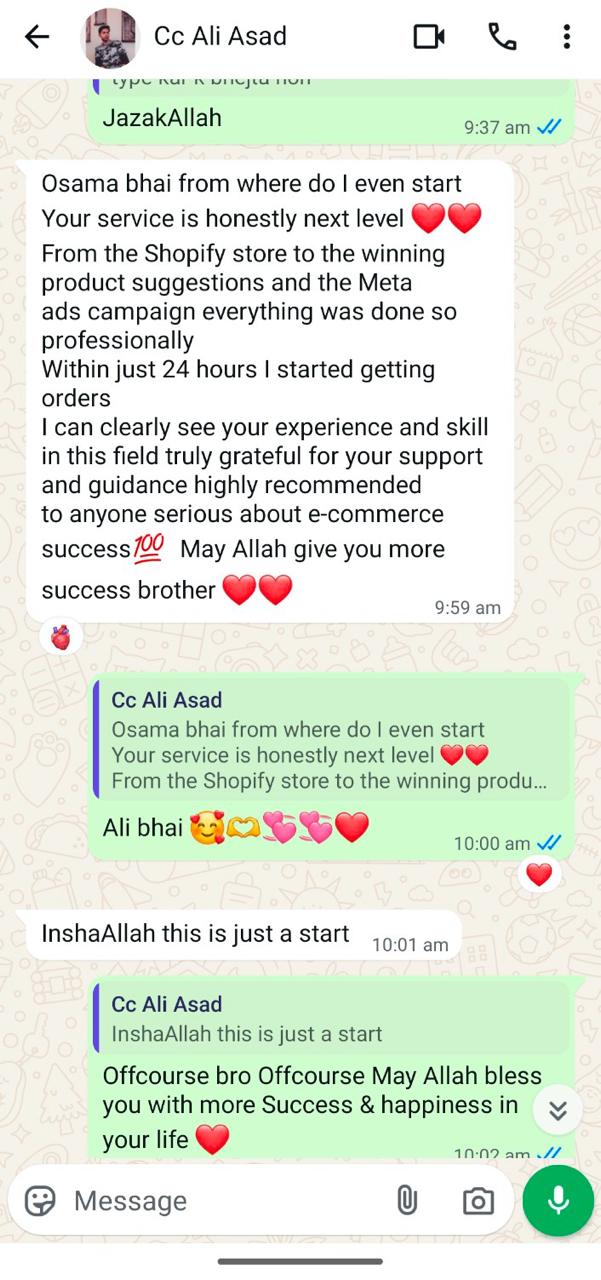 Cc Ali Asad
type kar k bhejta hon
JazakAllah
9:37 am
Osama bhai from where do I even start
Your service is honestly next level ❤️❤️
From the Shopify store to the winning
product suggestions and the Meta
ads campaign everything was done so
professionally
Within just 24 hours I started getting
orders
I can clearly see your experience and skill
in this field truly grateful for your support
and guidance highly recommended
to anyone serious about e-commerce
success💯 May Allah give you more
success brother ❤️❤️
9:59 am
Cc Ali Asad
Osama bhai from where do I even start
Your service is honestly next level ❤️❤️
From the Shopify store to the winning produ...
Ali bhai 🥰🫶💞💞❤️
10:00 am
InshaAllah this is just a start
10:01 am
Cc Ali Asad
InshaAllah this is just a start
Offcourse bro Offcourse May Allah bless
you with more Success & happiness in
your life ❤️
10:02 am
Message